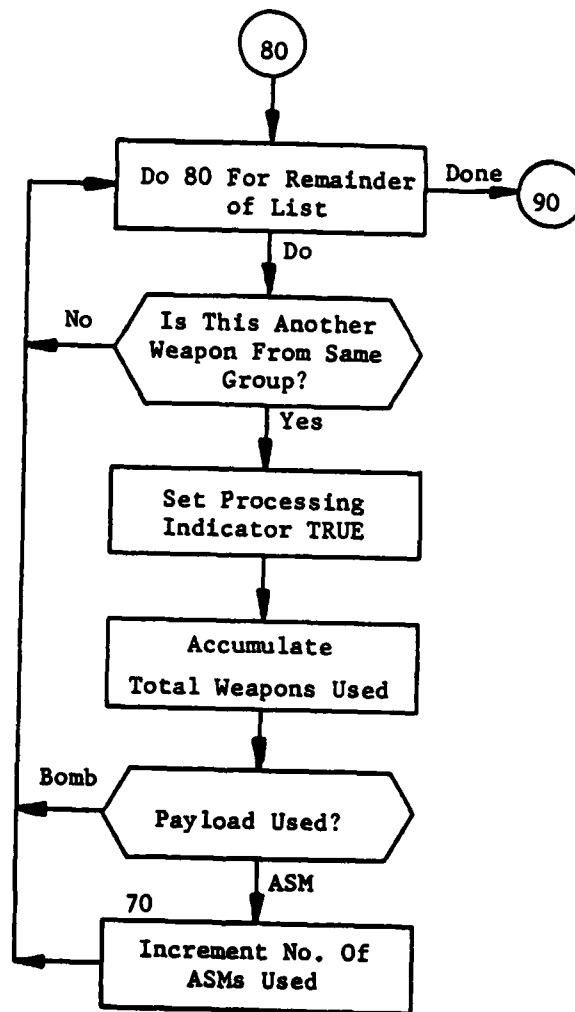 80
Do 80 For Remainder
of List
Done
90
Do
Is This Another
Weapon From Same
Group?
No
Yes
Set Processing
Indicator TRUE
Accumulate
Total Weapons Used
Bomb
Payload Used?
ASM
70
Increment No. Of
ASMs Used